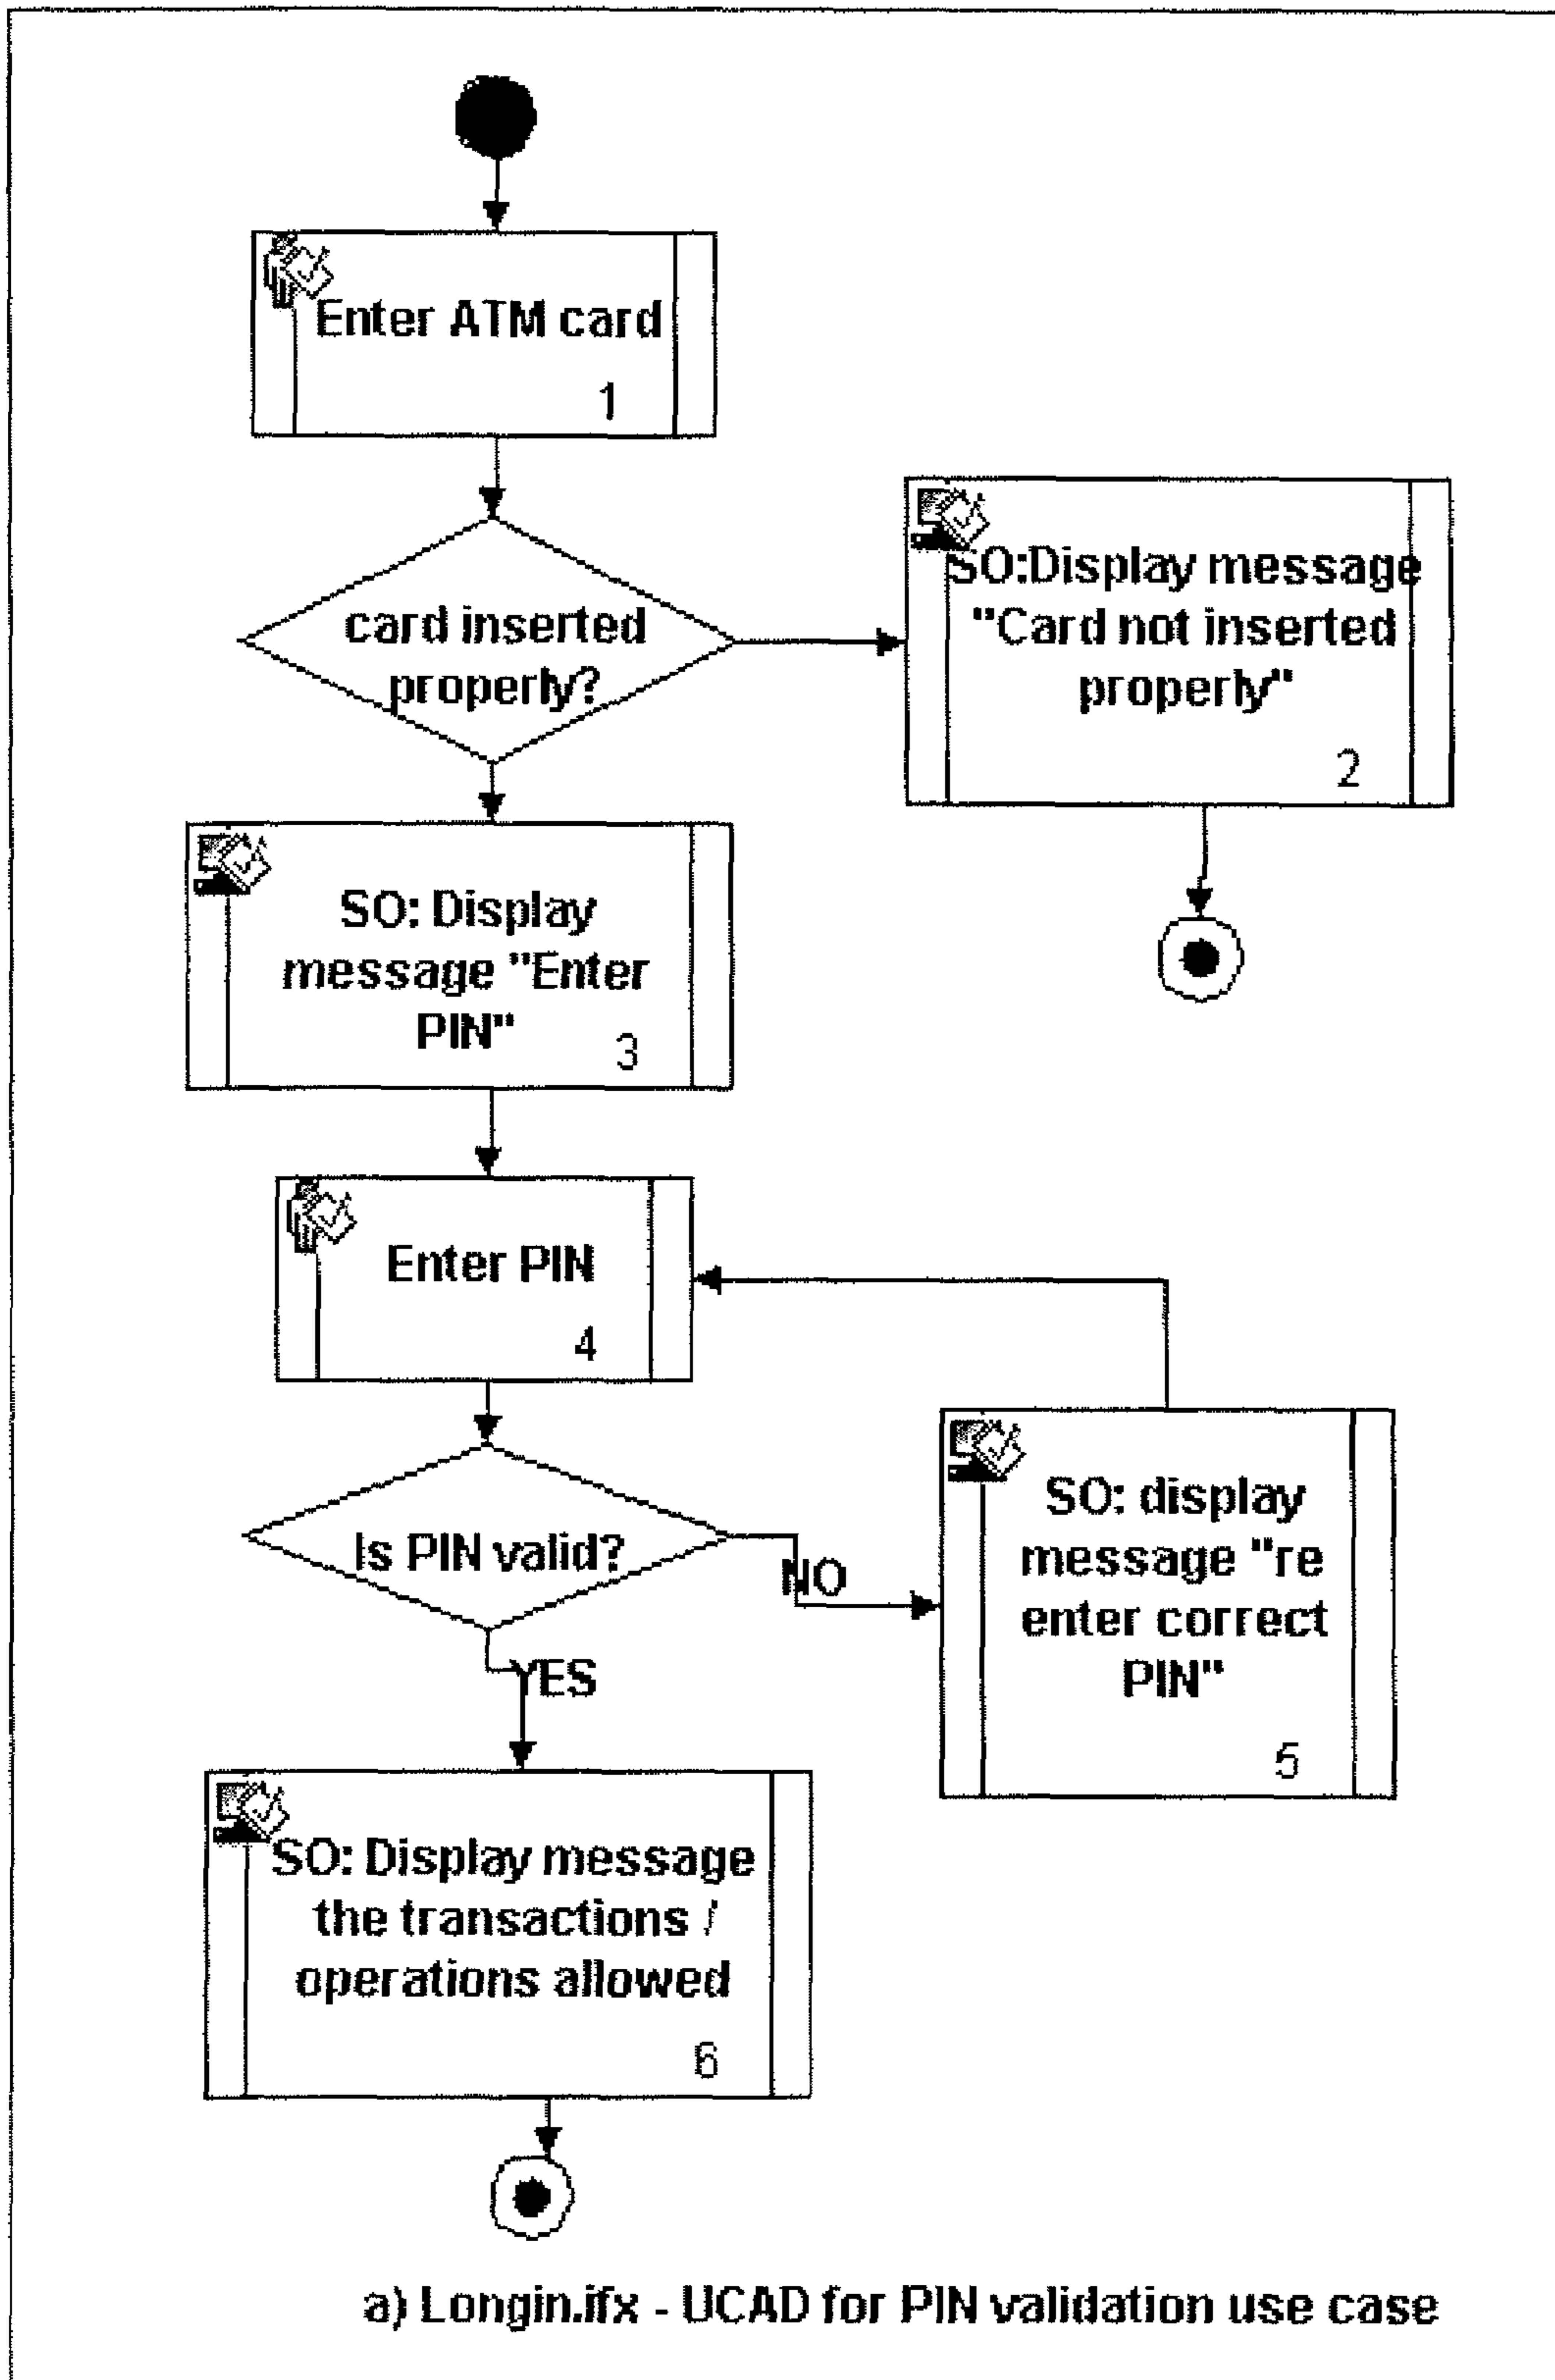 Enter ATM card
1
card inserted
properly?
SO:Display message
"Card not inserted
properly"
2
SO: Display
message "Enter
PIN"
3
Enter PIN
4
Is PIN valid?
NO
SO: display
message "re
enter correct
PIN"
5
YES
SO: Display message
the transactions /
operations allowed
6
a) Longin.ifx - UCAD for PIN validation use case